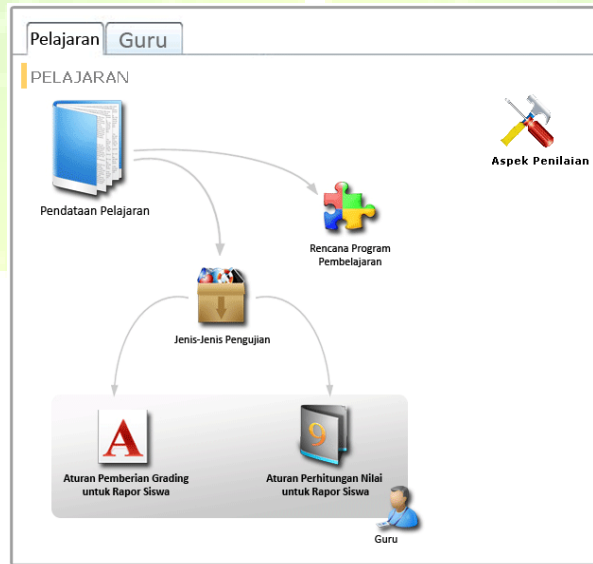 Pelajaran
Guru
PELAJARAN
Aspek Penilaian
Pendataan Pelajaran
Rencana Program
Pembelajaran
Jenis-Jenis Pengujian
A
9
Aturan Pemberian Grading
untuk Rapor Siswa
Aturan Perhitungan Nilai
untuk Rapor Siswa
Guru